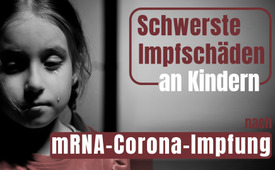 Schwerste
Impfschäden
an Kindern
nach
mRNA-Corona-Impfung